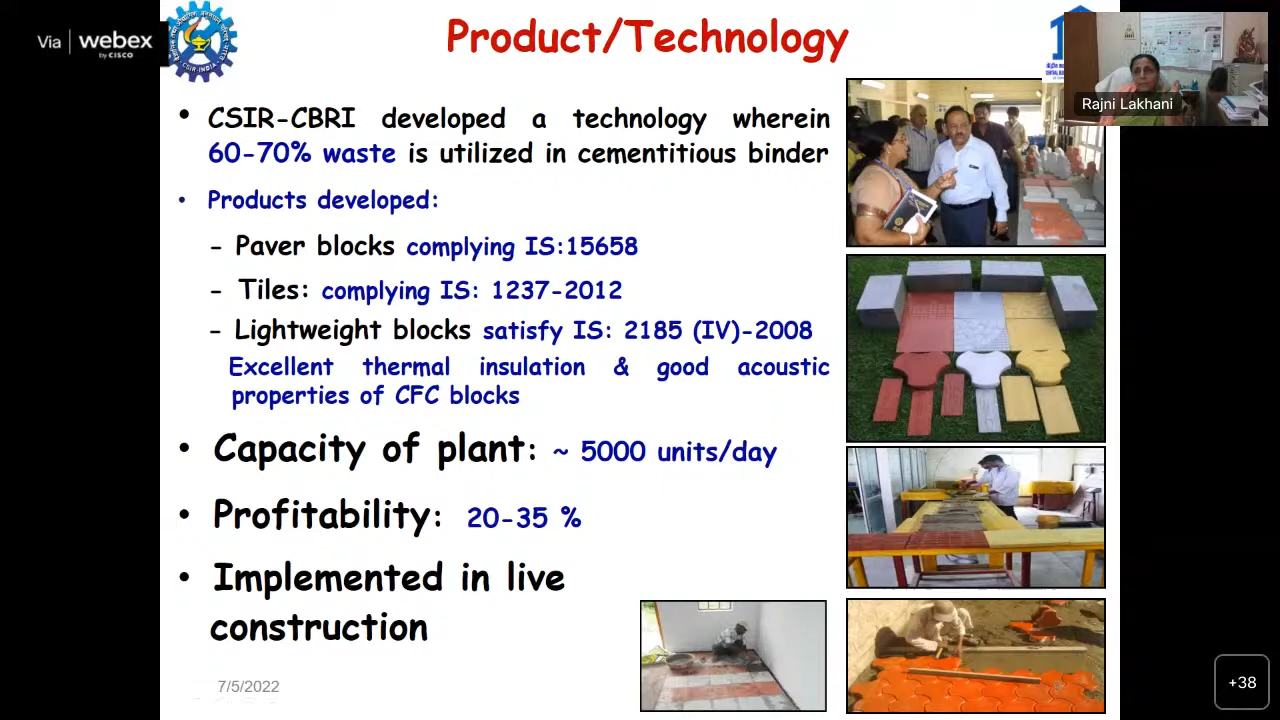 Via webex
by CISCO
Product/Technology
Rajni Lakhani
• CSIR-CBRI developed a technology wherein
60-70% waste is utilized in cementitious binder
• Products developed:
- Paver blocks complying IS:15658
- Tiles: complying IS: 1237-2012
- Lightweight blocks satisfy IS: 2185 (IV)-2008
Excellent thermal insulation & good acoustic
properties of CFC blocks
• Capacity of plant: ~ 5000 units/day
• Profitability: 20-35 %
• Implemented in live
construction
7/5/2022
+38